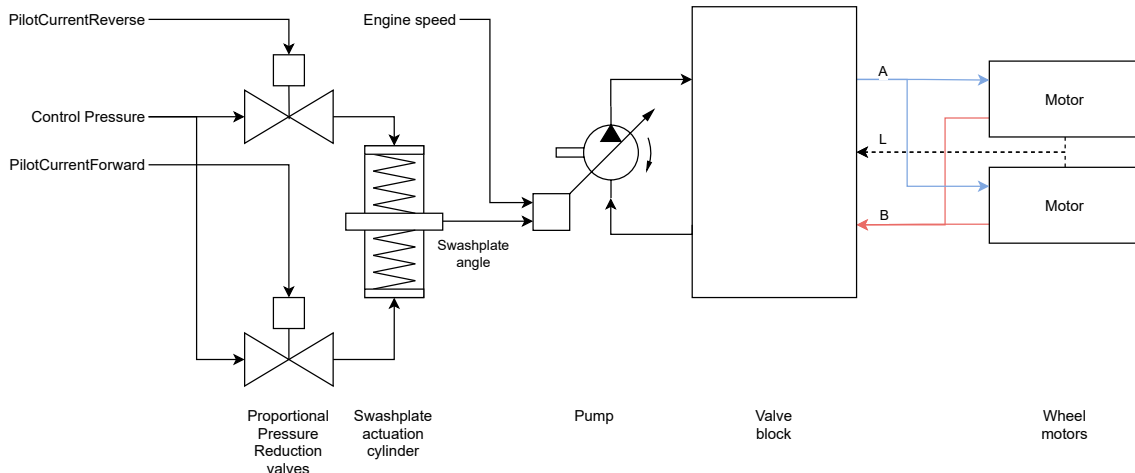 PilotCurrentReverse
Engine speed
A
Motor
Control Pressure
L
PilotCurrentForward
Motor
B
Swashplate
angle
Proportional
Pressure
Reduction
valves
Swashplate
actuation
cylinder
Pump
Valve
block
Wheel
motors